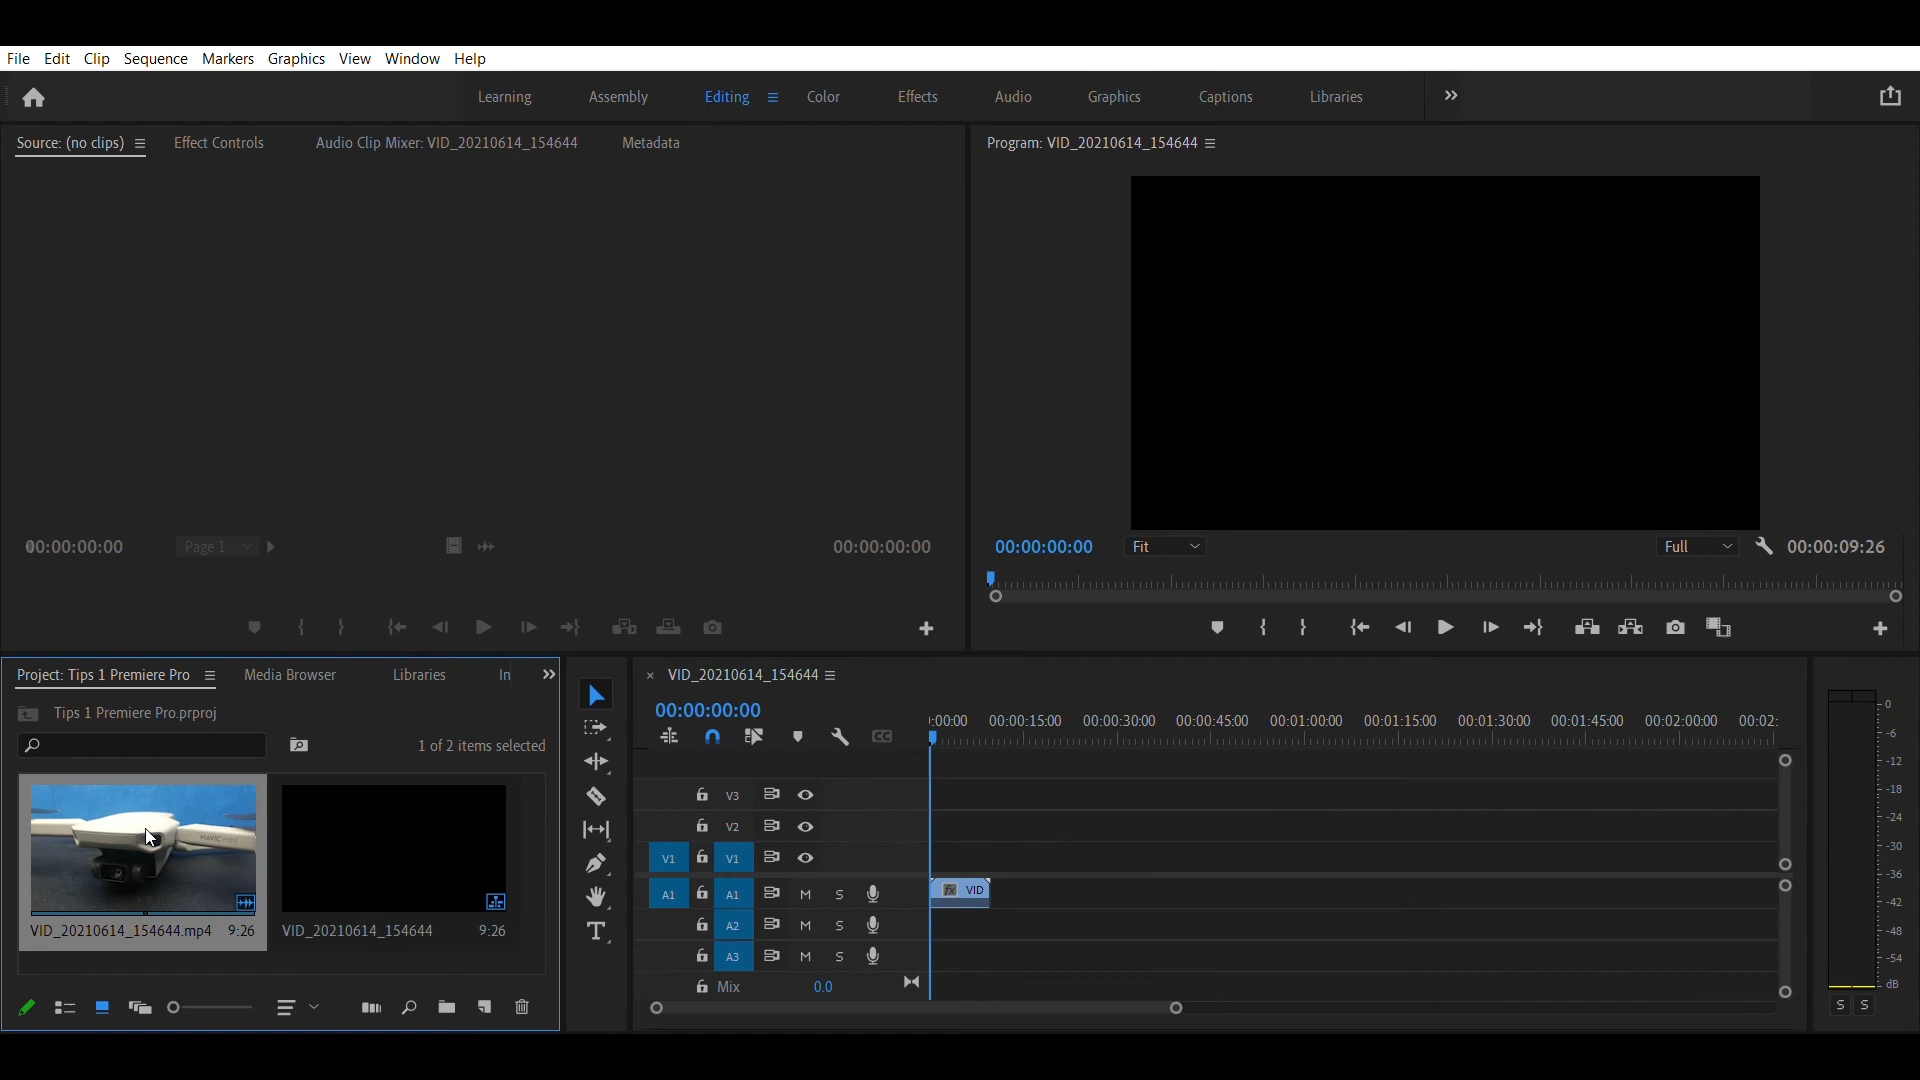 File Edit Clip Sequence Markers Graphics View Window Help
Learning Assembly Editing Color Effects Audio Graphics Captions Libraries
Source: (no clips) Effect Controls Audio Clip Mixer: VID_20210614_154644 Metadata
Program: VID_20210614_154644
00:00:00:00 Page 1 00:00:00:00
00:00:00:00 Fit Full 00:00:09:26
Project: Tips 1 Premiere Pro Media Browser Libraries In
Tips 1 Premiere Pro.prproj
1 of 2 items selected
MAVIC MINI
VID_20210614_154644.mp4 9:26 VID_20210614_154644 9:26
VID_20210614_154644
00:00:00:00
:00:00 00:00:15:00 00:00:30:00 00:00:45:00 00:01:00:00 00:01:15:00 00:01:30:00 00:01:45:00 00:02:00:00 00:02:
CC
V3
V2
V1 V1
A1 A1 M S fx VID
A2 M S
A3 M S
Mix 0.0
0
-6
-12
-18
-24
-30
-36
-42
-48
-54
dB
S S